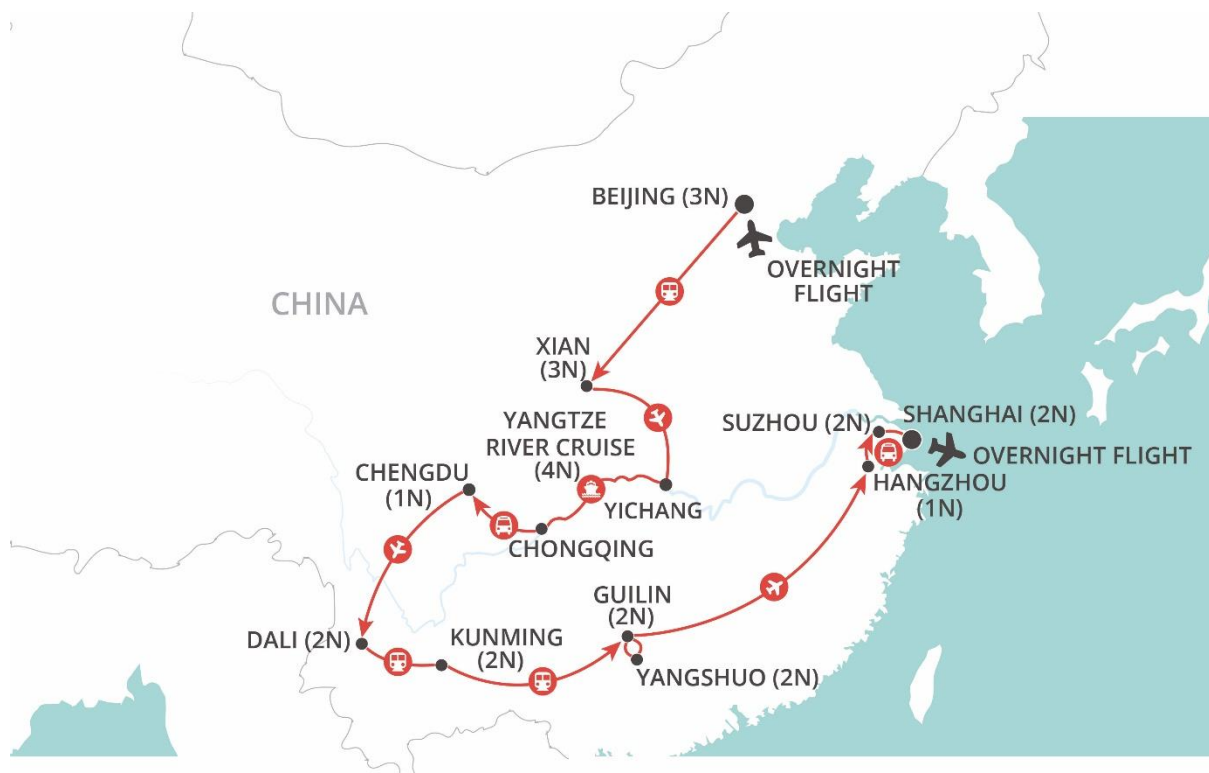 BEIJING (3N)
OVERNIGHT
FLIGHT
CHINA
XIAN
(3N)
YANGTZE
RIVER CRUISE
(4N)
SUZHOU (2N)
SHANGHAI (2N)
OVERNIGHT FLIGHT
HANGZHOU
(1N)
CHENGDU
(1N)
YICHANG
CHONGQING
GUILIN
(2N)
DALI (2N)
KUNMING
(2N)
YANGSHUO (2N)